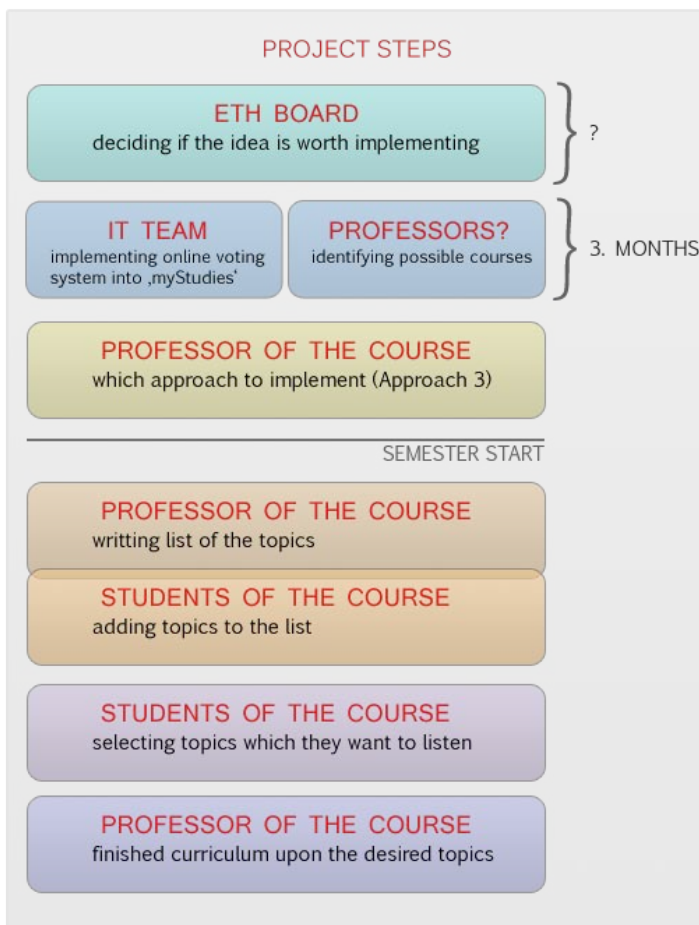 PROJECT STEPS
ETH BOARD
deciding if the idea is worth implementing
?
IT TEAM
implementing online voting
system into ‚myStudies‘
PROFESSORS?
identifying possible courses
3. MONTHS
PROFESSOR OF THE COURSE
which approach to implement (Approach 3)
SEMESTER START
PROFESSOR OF THE COURSE
writting list of the topics
STUDENTS OF THE COURSE
adding topics to the list
STUDENTS OF THE COURSE
selecting topics which they want to listen
PROFESSOR OF THE COURSE
finished curriculum upon the desired topics